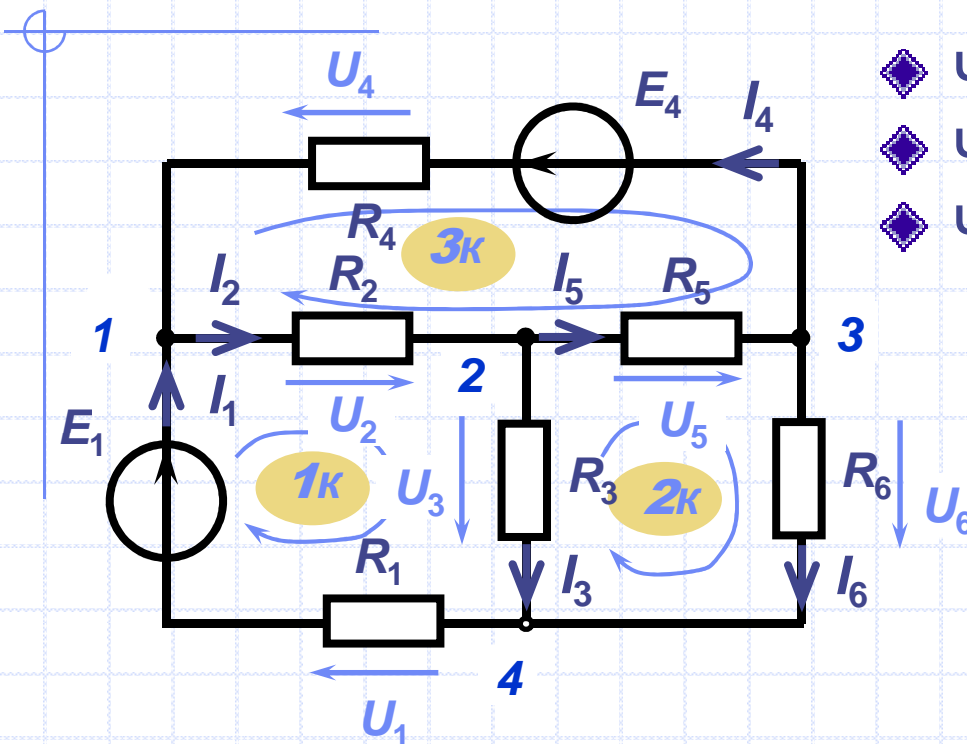 U₄
E₄
I₄
U
U
U
R₄
3к
I₂
R₂
I₅
R₅
1
2
3
I₁
U₂
U₅
E₁
1к
U₃
R₃
2к
R₆
U₆
R₁
I₃
I₆
4
U₁